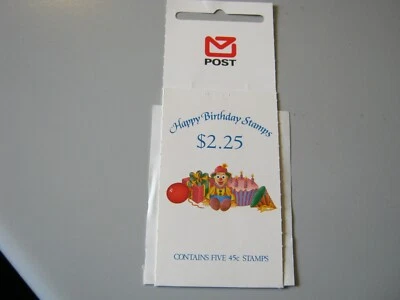 POST
Happy Birthday Stamps
$2.25
CONTAINS FIVE 45c STAMPS